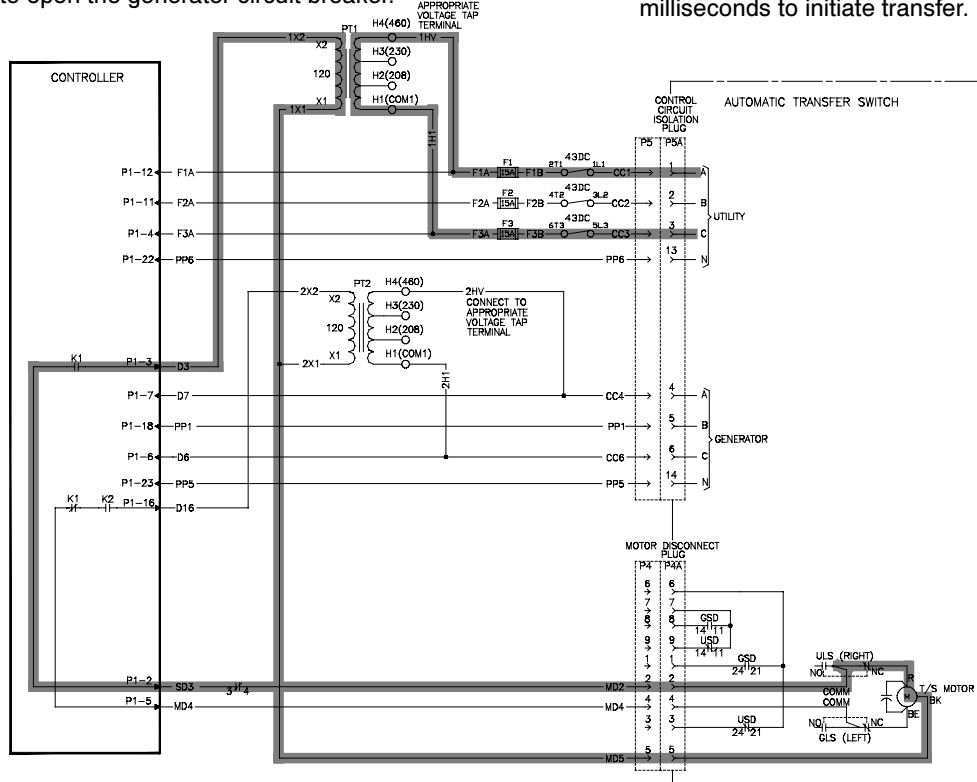 to open the generator circuit breaker.
milliseconds to initiate transfer.
APPROPRIATE
VOLTAGE TAP
TERMINAL
PT1
H4(460)
1X2
X2
1HV
H3(230)
120
H2(208)
X1
H1(COM1)
1X1
1H1
CONTROLLER
CONTROL
CIRCUIT
ISOLATION
PLUG
AUTOMATIC TRANSFER SWITCH
P5
P5A
P1-12
F1A
F1A
F1
15A
F1B
2T1
43DC
1L1
CC1
1
A
P1-11
F2A
F2A
F2
15A
F2B
4T2
43DC
3L2
CC2
2
B
UTILITY
P1-4
F3A
F3A
F3
15A
F3B
6T3
43DC
5L3
CC3
3
C
P1-22
PP6
PP6
13
N
2X2
X2
PT2
H4(460)
2HV
CONNECT TO
APPROPRIATE
VOLTAGE TAP
TERMINAL
H3(230)
120
H2(208)
X1
H1(COM1)
2X1
2H1
K1
P1-3
D3
P1-7
D7
CC4
4
A
P1-18
PP1
PP1
5
B
GENERATOR
P1-6
D6
CC6
6
C
P1-23
PP5
PP5
14
N
K1
K2
P1-16
D16
MOTOR DISCONNECT
PLUG
P4
P4A
6
6
7
7
8
8
GSD
14 11
9
9
USD
14 11
1
1
GSD
24 21
ULS (RIGHT)
NO
NC
P1-2
SD3
3 4
MD2
2
2
COMM
R
T/S MOTOR
M
BK
P1-5
MD4
MD4
4
4
COMM
BE
3
3
USD
24 21
NO
NC
GLS (LEFT)
MD5
5
5